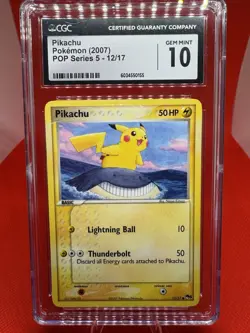 CGC CERTIFIED GUARANTY COMPANY
Pikachu
Pokémon (2007)
POP Series 5 - 12/17
GEM MINT
10
Pikachu 50 HP
BASIC
Lightning Ball 10
Thunderbolt 50
Discard all Energy cards attached to Pikachu.